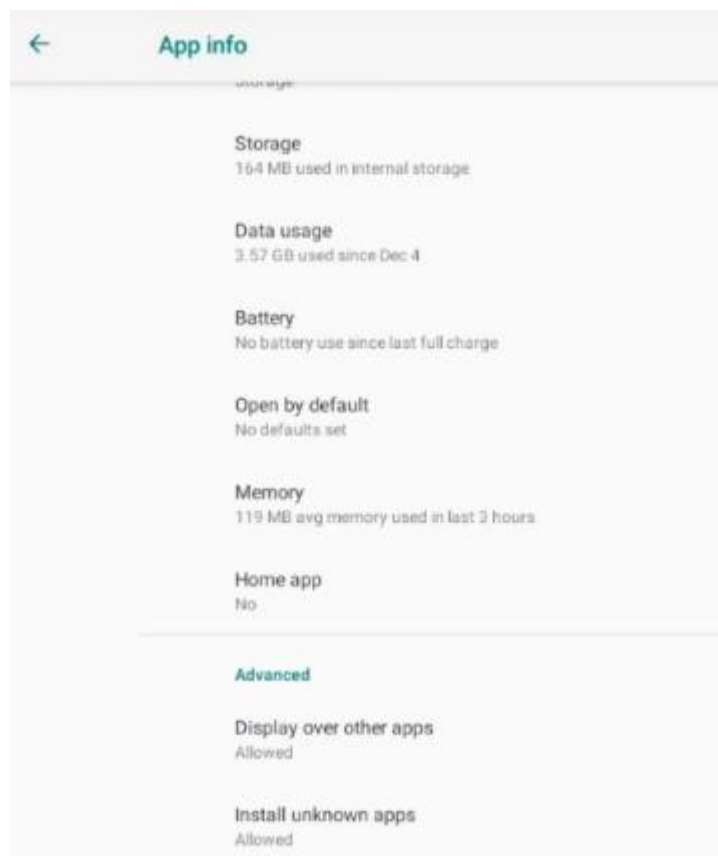 App info
Storage
164 MB used in internal storage
Data usage
3.57 GB used since Dec 4
Battery
No battery use since last full charge
Open by default
No defaults set
Memory
119 MB avg memory used in last 3 hours
Home app
No
Advanced
Display over other apps
Allowed
Install unknown apps
Allowed